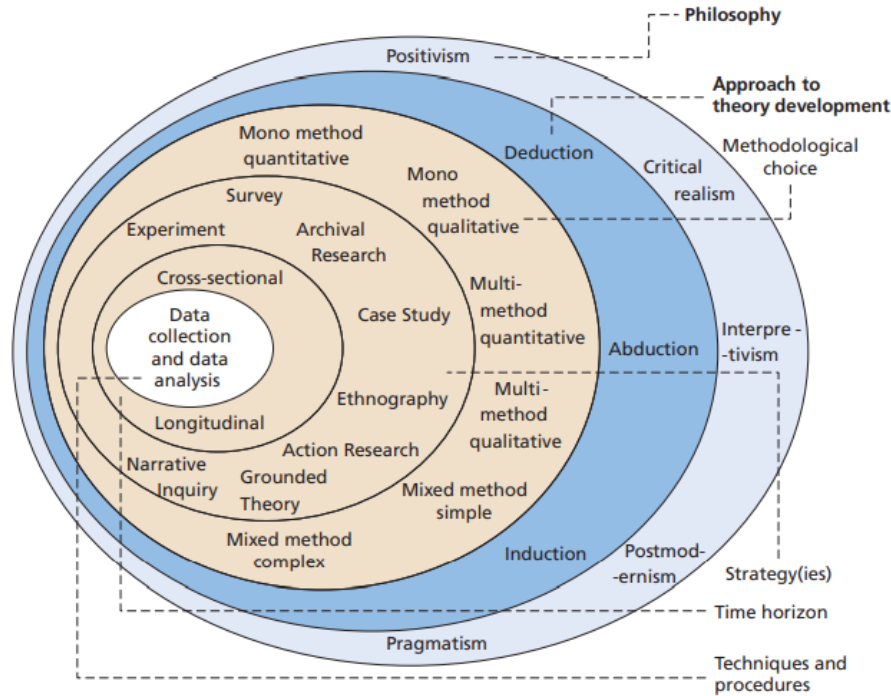 Philosophy
Positivism
Approach to
theory development
Mono method
quantitative
Deduction
Methodological
choice
Critical
realism
Mono
method
qualitative
Survey
Experiment
Archival
Research
Cross-sectional
Multi-
method
quantitative
Data
collection
and data
analysis
Case Study
Abduction
Interpre -
-tivism
Ethnography
Multi-
method
qualitative
Longitudinal
Action Research
Narrative
Inquiry
Grounded
Theory
Mixed method
simple
Mixed method
complex
Induction
Postmod-
-ernism
Strategy(ies)
Time horizon
Pragmatism
Techniques and
procedures